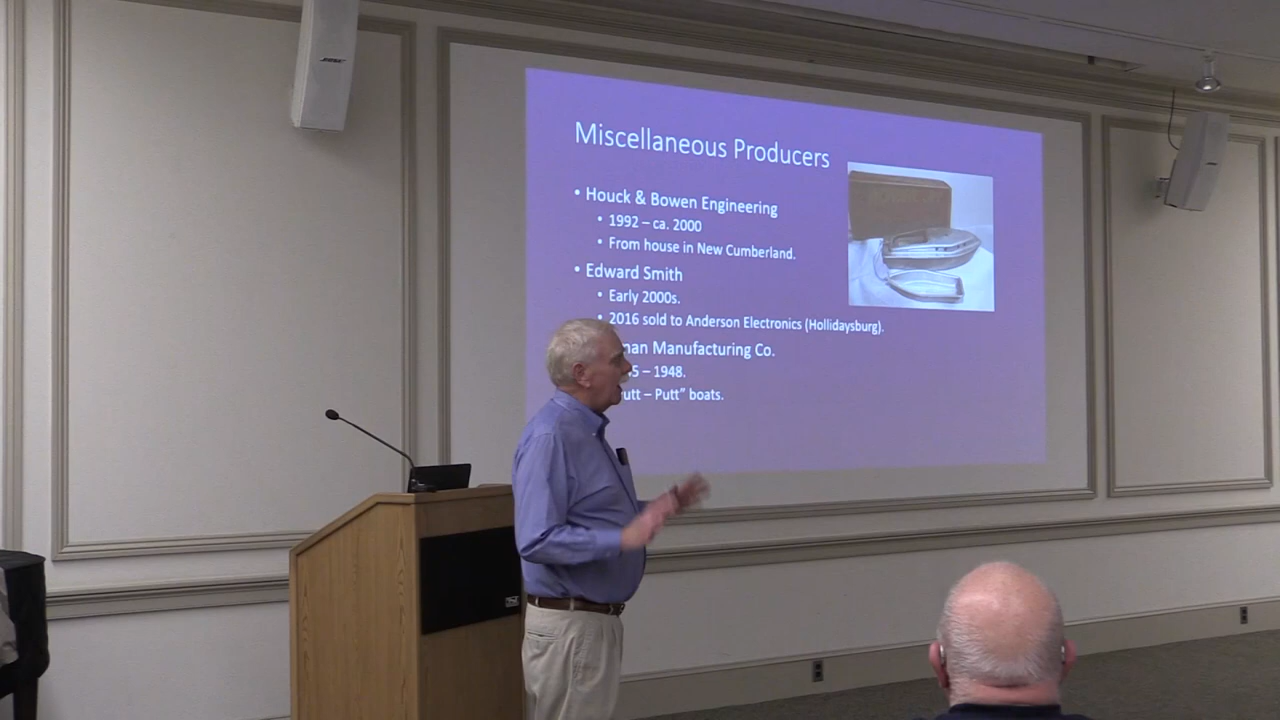 BOSE
Miscellaneous Producers
• Houck & Bowen Engineering
• 1992 – ca. 2000
• From house in New Cumberland.
• Edward Smith
• Early 2000s.
• 2016 sold to Anderson Electronics (Hollidaysburg).
Manufacturing Co.
– 1948.
– Putt” boats.